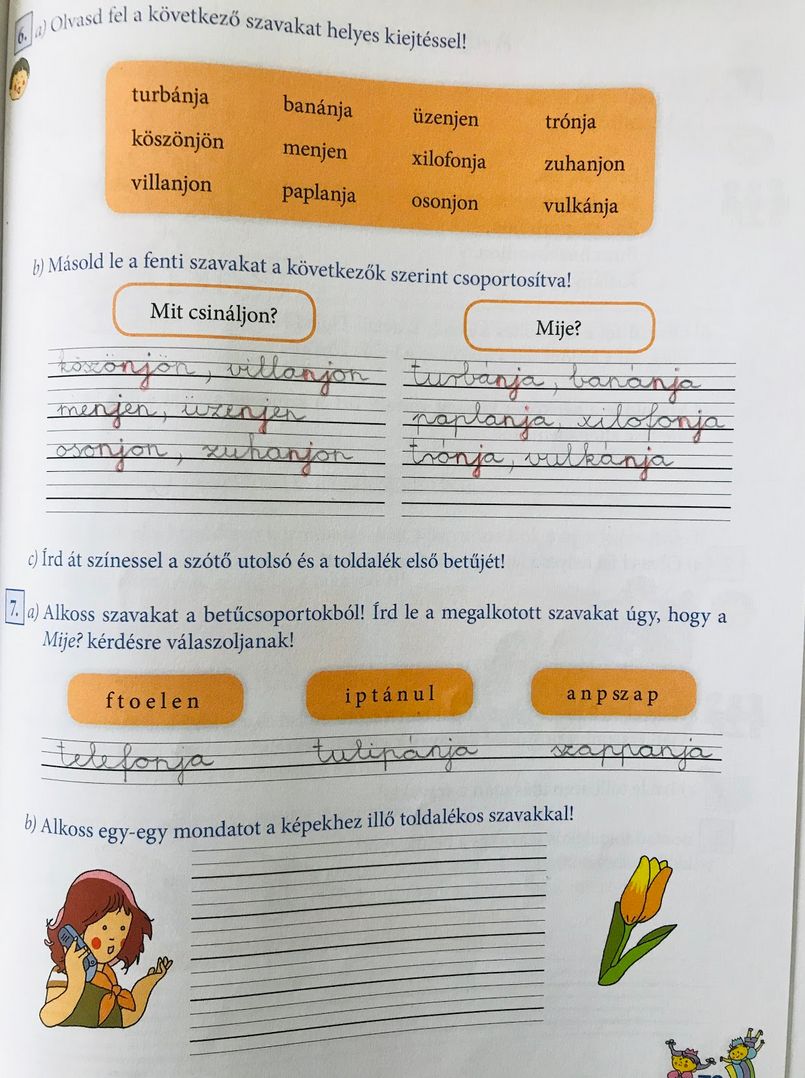 6. a) Olvasd fel a következő szavakat helyes kiejtéssel!
turbánja banánja üzenjen trónja
köszönjön menjen xilofonja zuhanjon
villanjon paplanja osonjon vulkánja
b) Másold le a fenti szavakat a következők szerint csoportosítva!
Mit csináljon? Mije?
köszönjön, villanjon turbánja, banánja
menjen, üzenjen paplanja, xilofonja
osonjon, zuhanjon trónja, vulkánja
c) Írd át színessel a szótő utolsó és a toldalék első betűjét!
7. a) Alkoss szavakat a betűcsoportokból! Írd le a megalkotott szavakat úgy, hogy a
Mije? kérdésre válaszoljanak!
f t o e l e n i p t á n u l a n p sz a p
telefonja tulipánja szappanja
b) Alkoss egy-egy mondatot a képekhez illő toldalékos szavakkal!